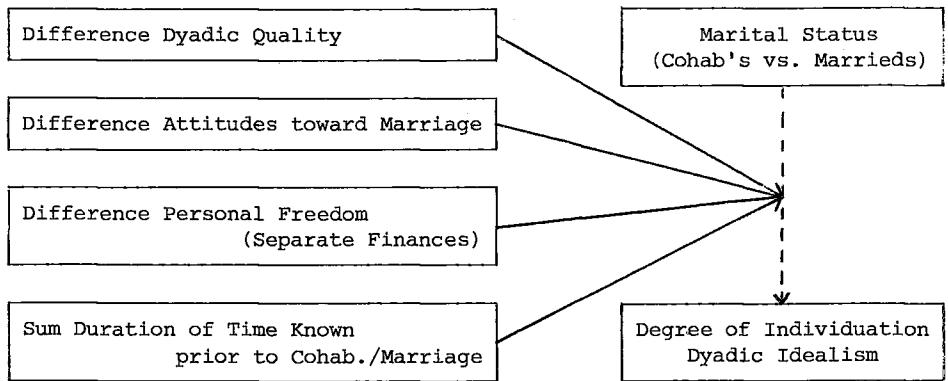 Difference Dyadic Quality
Difference Attitudes toward Marriage
Difference Personal Freedom
(Separate Finances)
Sum Duration of Time Known
prior to Cohab./Marriage
Marital Status
(Cohab's vs. Marrieds)
Degree of Individuation
Dyadic Idealism